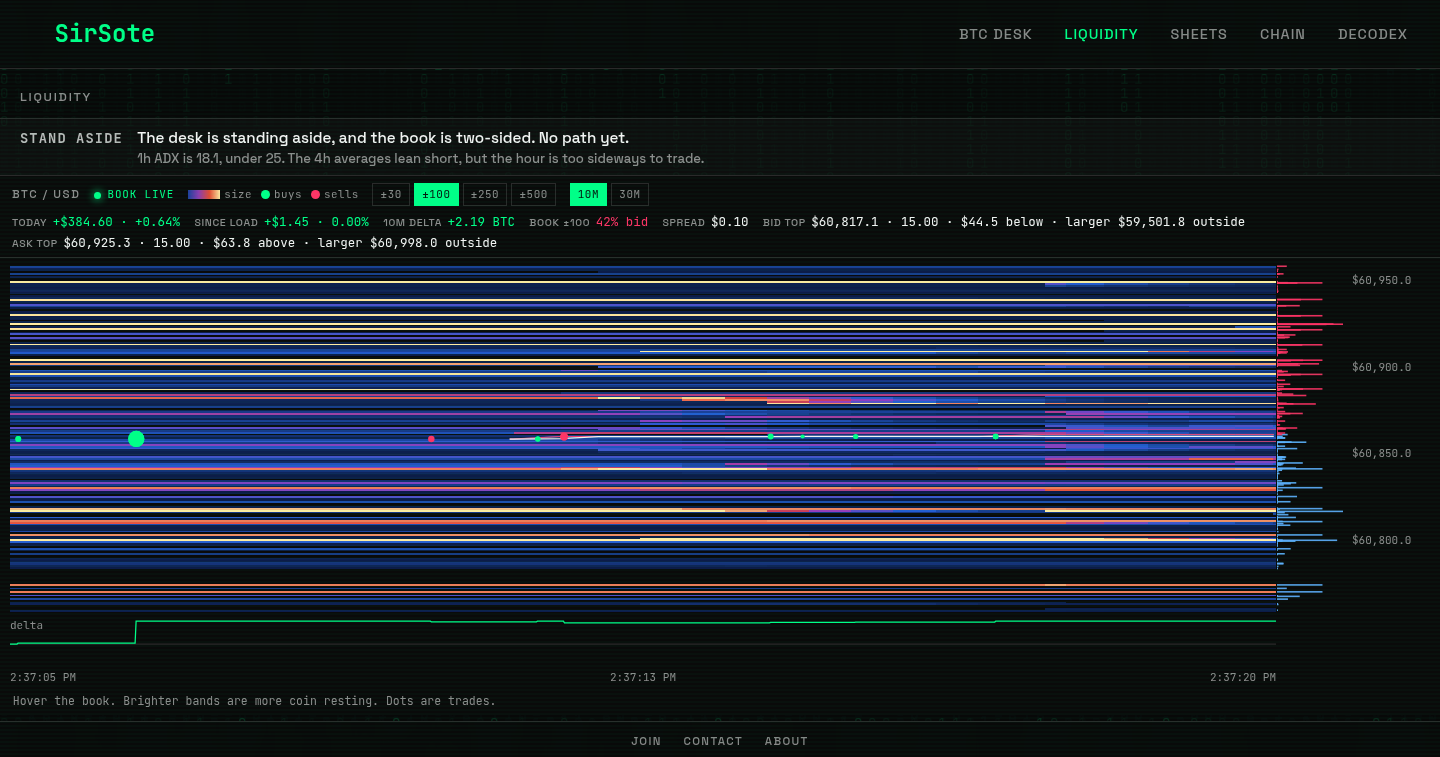 SirSote
BTC DESK LIQUIDITY SHEETS CHAIN DECODEX
LIQUIDITY
STAND ASIDE The desk is standing aside, and the book is two-sided. No path yet.
1h ADX is 18.1, under 25. The 4h averages lean short, but the hour is too sideways to trade.
BTC / USD BOOK LIVE size buys sells ±30 ±100 ±250 ±500 10M 30M
TODAY +$384.60 · +0.64% SINCE LOAD +$1.45 · 0.00% 10M DELTA +2.19 BTC BOOK ±100 42% bid SPREAD $0.10 BID TOP $60,817.1 · 15.00 · $44.5 below · larger $59,501.8 outside
ASK TOP $60,925.3 · 15.00 · $63.8 above · larger $60,998.0 outside
$60,950.0
$60,900.0
$60,850.0
$60,800.0
delta
2:37:05 PM 2:37:13 PM 2:37:20 PM
Hover the book. Brighter bands are more coin resting. Dots are trades.
JOIN CONTACT ABOUT